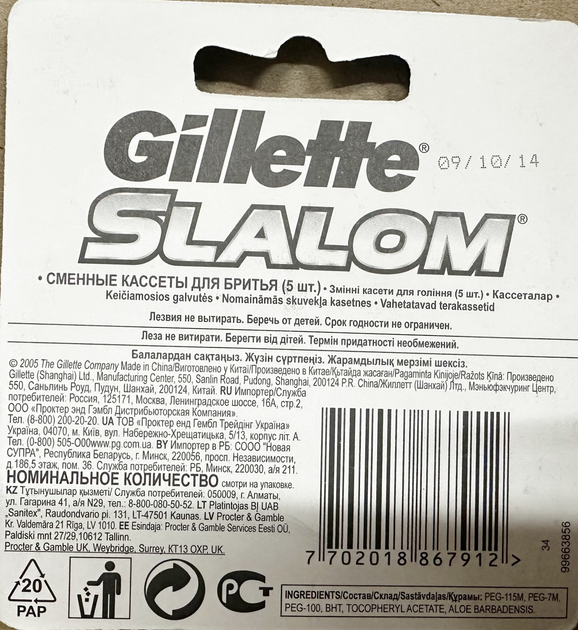 Gillette®
09/10/14
SLALOM®
• СМЕННЫЕ КАССЕТЫ ДЛЯ БРИТЬЯ (5 шт.) • Змінні касети для гоління (5 шт.) • Кассеталар •
Keičiamosios galvutės • Nomaināmās skuvekļa kasetnes • Vahetatavad terakassetid
Лезвия не вытирать. Беречь от детей. Срок годности не ограничен.
Леза не витирати. Берегти від дітей. Термін придатності необмежений.
Балалардан сақтаңыз. Жүзін сүртпеңіз. Жарамдылық мерзімі шексіз.
© 2005 The Gillette Company Made in China/Виготовлено у Китаї/Произведено в Китае/Қытайда жасаған/Pagaminta Kinijoje/Ražots Ķīnā: Произведено
Gillette (Shanghai) Ltd., Manufacturing Center, 550, Sanlin Road, Pudong, Shanghai, 200124 P.R. China/Жиллетт (Шанхай) Лтд., Мэньюфэкчуринг Центр,
550, Саньлинь Роуд, Пудун, Шанхай, 200124, Китай. RU Импортер/Служба
потребителей: Россия, 125171, Москва, Ленинградское шоссе, 16А, стр.2,
ООО «Проктер энд Гэмбл Дистрибьюторская Компания».
Тел. (8-800) 200-20-20. UA ТОВ «Проктер енд Гембл Трейдінг Україна»
Україна, 04070, м. Київ, вул. Набережно-Хрещатицька, 5/13, корпус літ А.
Тел. (0-800) 505-000www.pg.com.ua. BY Импортер в РБ: СООО "Новая
СУПРА", Республика Беларусь, г. Минск, 220056, просп. Независимости,
д.186,5 этаж, пом. 36. Служба потребителей: РБ, Минск, 220030, а/я 211.
НОМИНАЛЬНОЕ КОЛИЧЕСТВО смотри на упаковке.
KZ Тұтынушылар қызметі/ Служба потребителей: 050009, г. Алматы,
ул. Гагарина 41, а/я N29, тел.: 8-800-080-50-52. LT Platintojas BJ UAB
„Sanitex", Raudondvario pl. 131, LT-47501 Kaunas. LV Procter & Gamble
Kr. Valdemāra 21 Rīga, LV 1010. EE Esindaja: Procter & Gamble Services Eesti OÜ,
Paldiski mnt 27/29,10612 Tallinn.
Procter & Gamble UK, Weybridge, Surrey, KT13 OXP. UK.
7 702018 867912 >
34
99663856
20
PAP
РСТ
INGREDIENTS/Состав/Склад/Sastāvdaļas/Құрамы: PEG-115M, PEG-7M,
PEG-100, BHT, TOCOPHERYL ACETATE, ALOE BARBADENSIS.